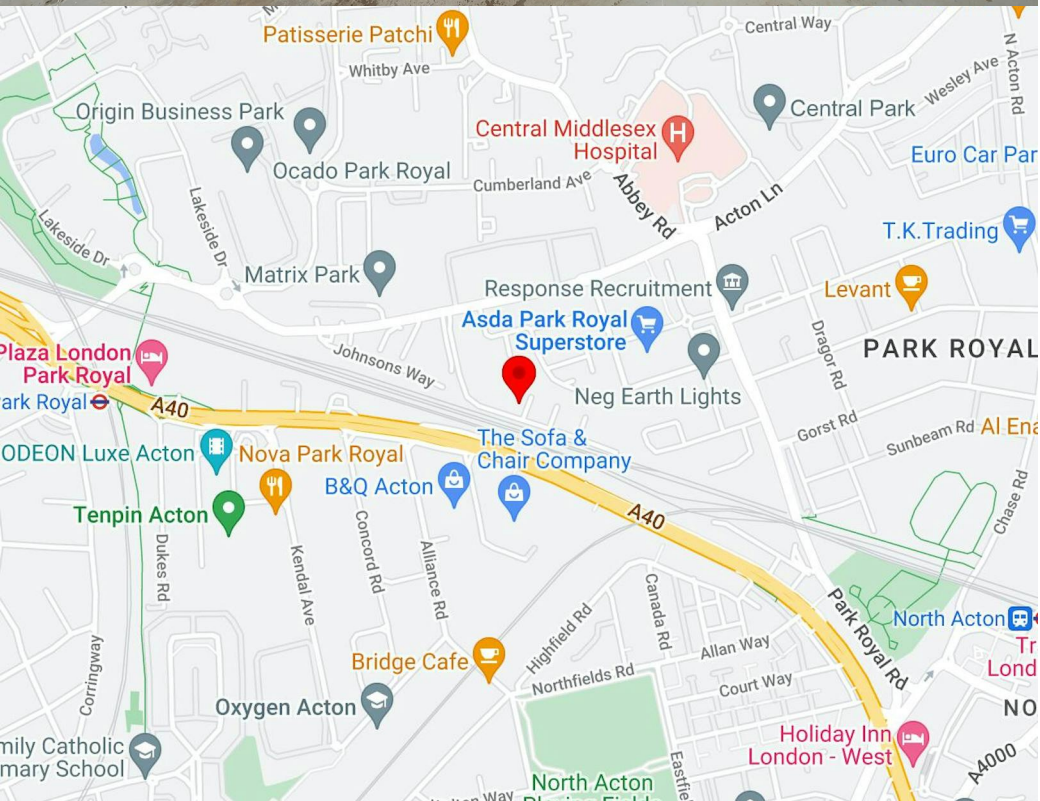 Central Way
Patisserie Patchi
N Acton Rd
Whitby Ave
Wesley Ave
Origin Business Park
Central Park
Central Middlesex
Hospital
Euro Car Par
Ocado Park Royal
Cumberland Ave
Abbey Rd
Acton Ln
Lakeside Dr
Lakeside Dr
T.K.Trading
Matrix Park
Response Recruitment
Levant
Asda Park Royal
Superstore
Dragor Rd
PARK ROYAL
Plaza London
Park Royal
Johnsons Way
ark Royal
A40
Neg Earth Lights
Gorst Rd
Sunbeam Rd
Al Ena
ODEON Luxe Acton
Nova Park Royal
The Sofa &
Chair Company
B&Q Acton
Chase Rd
Tenpin Acton
A40
Dukes Rd
Kendal Ave
Concord Rd
Alliance Rd
Canada Rd
Highfield Rd
Park Royal Rd
North Acton
Tr
Lond
Allan Way
Bridge Cafe
Northfields Rd
Court Way
Corringway
Oxygen Acton
NO
Holiday Inn
London - West
A4000
mily Catholic
mary School
North Acton
Eastfie